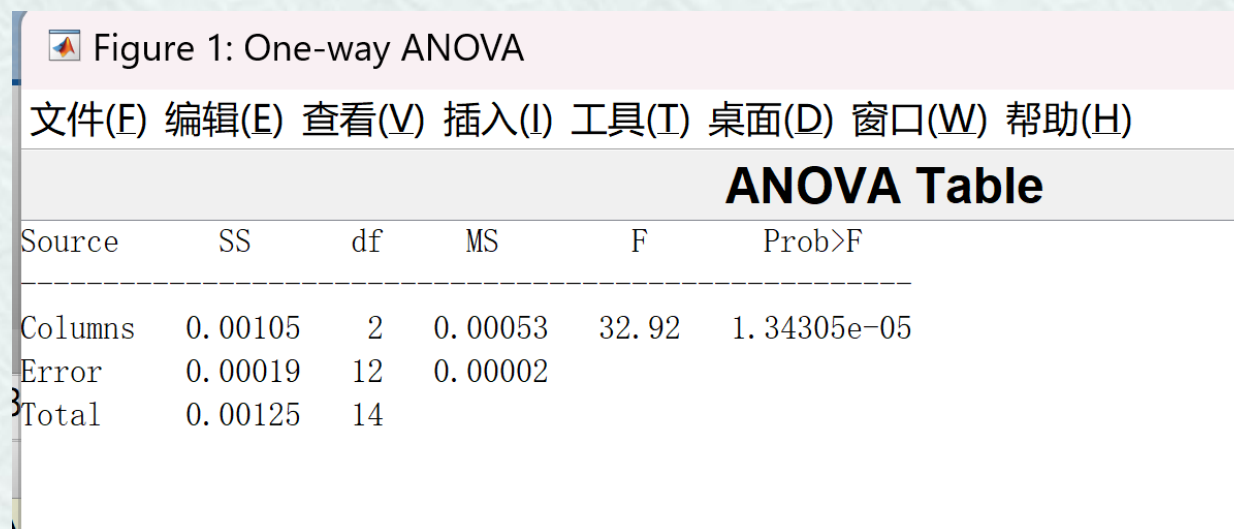 Figure 1: One-way ANOVA
文件(F) 编辑(E) 查看(V) 插入(I) 工具(T) 桌面(D) 窗口(W) 帮助(H)
ANOVA Table
Source SS df MS F Prob>F
Columns 0.00105 2 0.00053 32.92 1.34305e-05
Error 0.00019 12 0.00002
Total 0.00125 14